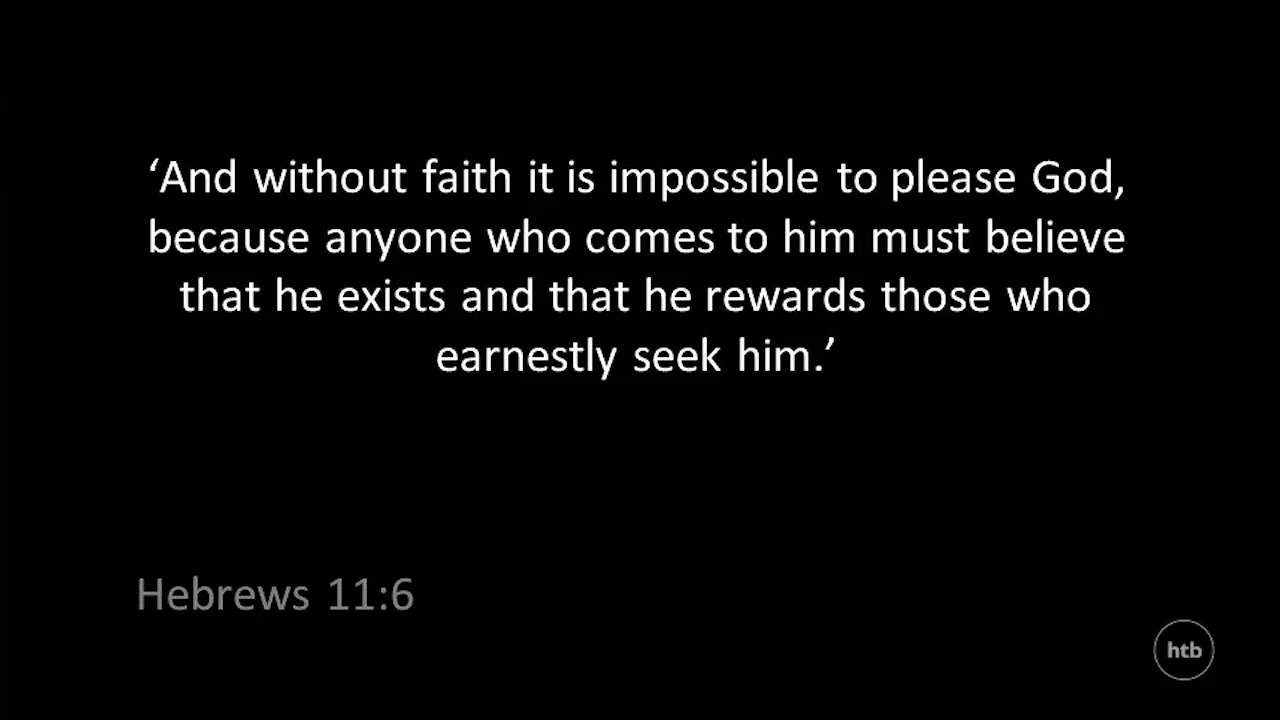 ‘And without faith it is impossible to please God,
because anyone who comes to him must believe
that he exists and that he rewards those who
earnestly seek him.’
Hebrews 11:6
htb